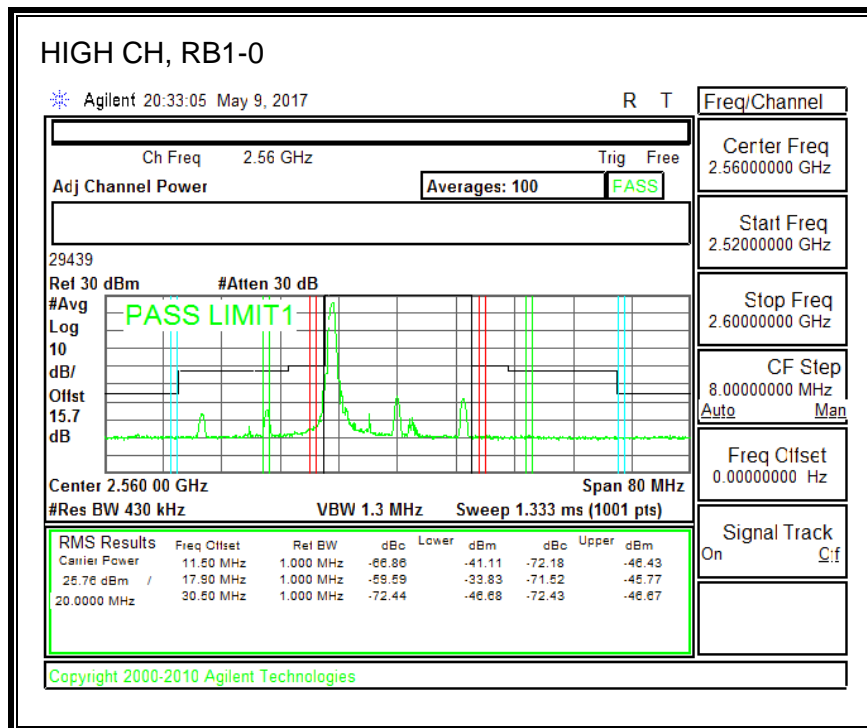 HIGH CH, RB1-0
Agilent 20:33:05 May 9, 2017 R T
Freq/Channel
Ch Freq 2.56 GHz Trig Free
Adj Channel Power Averages: 100 PASS
Center Freq
2.56000000 GHz
Start Freq
2.52000000 GHz
Stop Freq
2.60000000 GHz
CF Step
8.00000000 MHz
Auto Man
Freq Offset
0.00000000 Hz
Signal Track
On Off
29439
Ref 30 dBm #Atten 30 dB
#Avg
Log
10
dB/
Offst
15.7
dB
PASS LIMIT1
Center 2.560 00 GHz Span 80 MHz
#Res BW 430 kHz VBW 1.3 MHz Sweep 1.333 ms (1001 pts)
RMS Results Freq Offset Ref BW dBc Lower dBm dBc Upper dBm
Carrier Power 11.50 MHz 1.000 MHz -66.86 -41.11 -72.18 -46.43
25.76 dBm / 17.90 MHz 1.000 MHz -59.59 -33.83 -71.52 -45.77
20.0000 MHz 30.50 MHz 1.000 MHz -72.44 -46.68 -72.43 -46.67
Copyright 2000-2010 Agilent Technologies